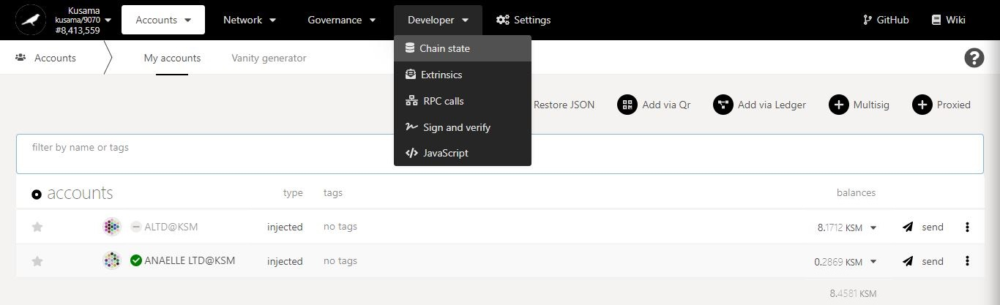 Kusama
kusama/9070
#8,413,559
Accounts
Network
Governance
Developer
Settings
GitHub
Wiki
Accounts
My accounts
Vanity generator
Chain state
Extrinsics
RPC calls
Sign and verify
JavaScript
Restore JSON
Add via Qr
Add via Ledger
Multisig
Proxied
filter by name or tags
accounts type tags balances
ALTD@KSM injected no tags 8.1712 KSM send
ANAELLE LTD@KSM injected no tags 0.2869 KSM send
8.4581 KSM